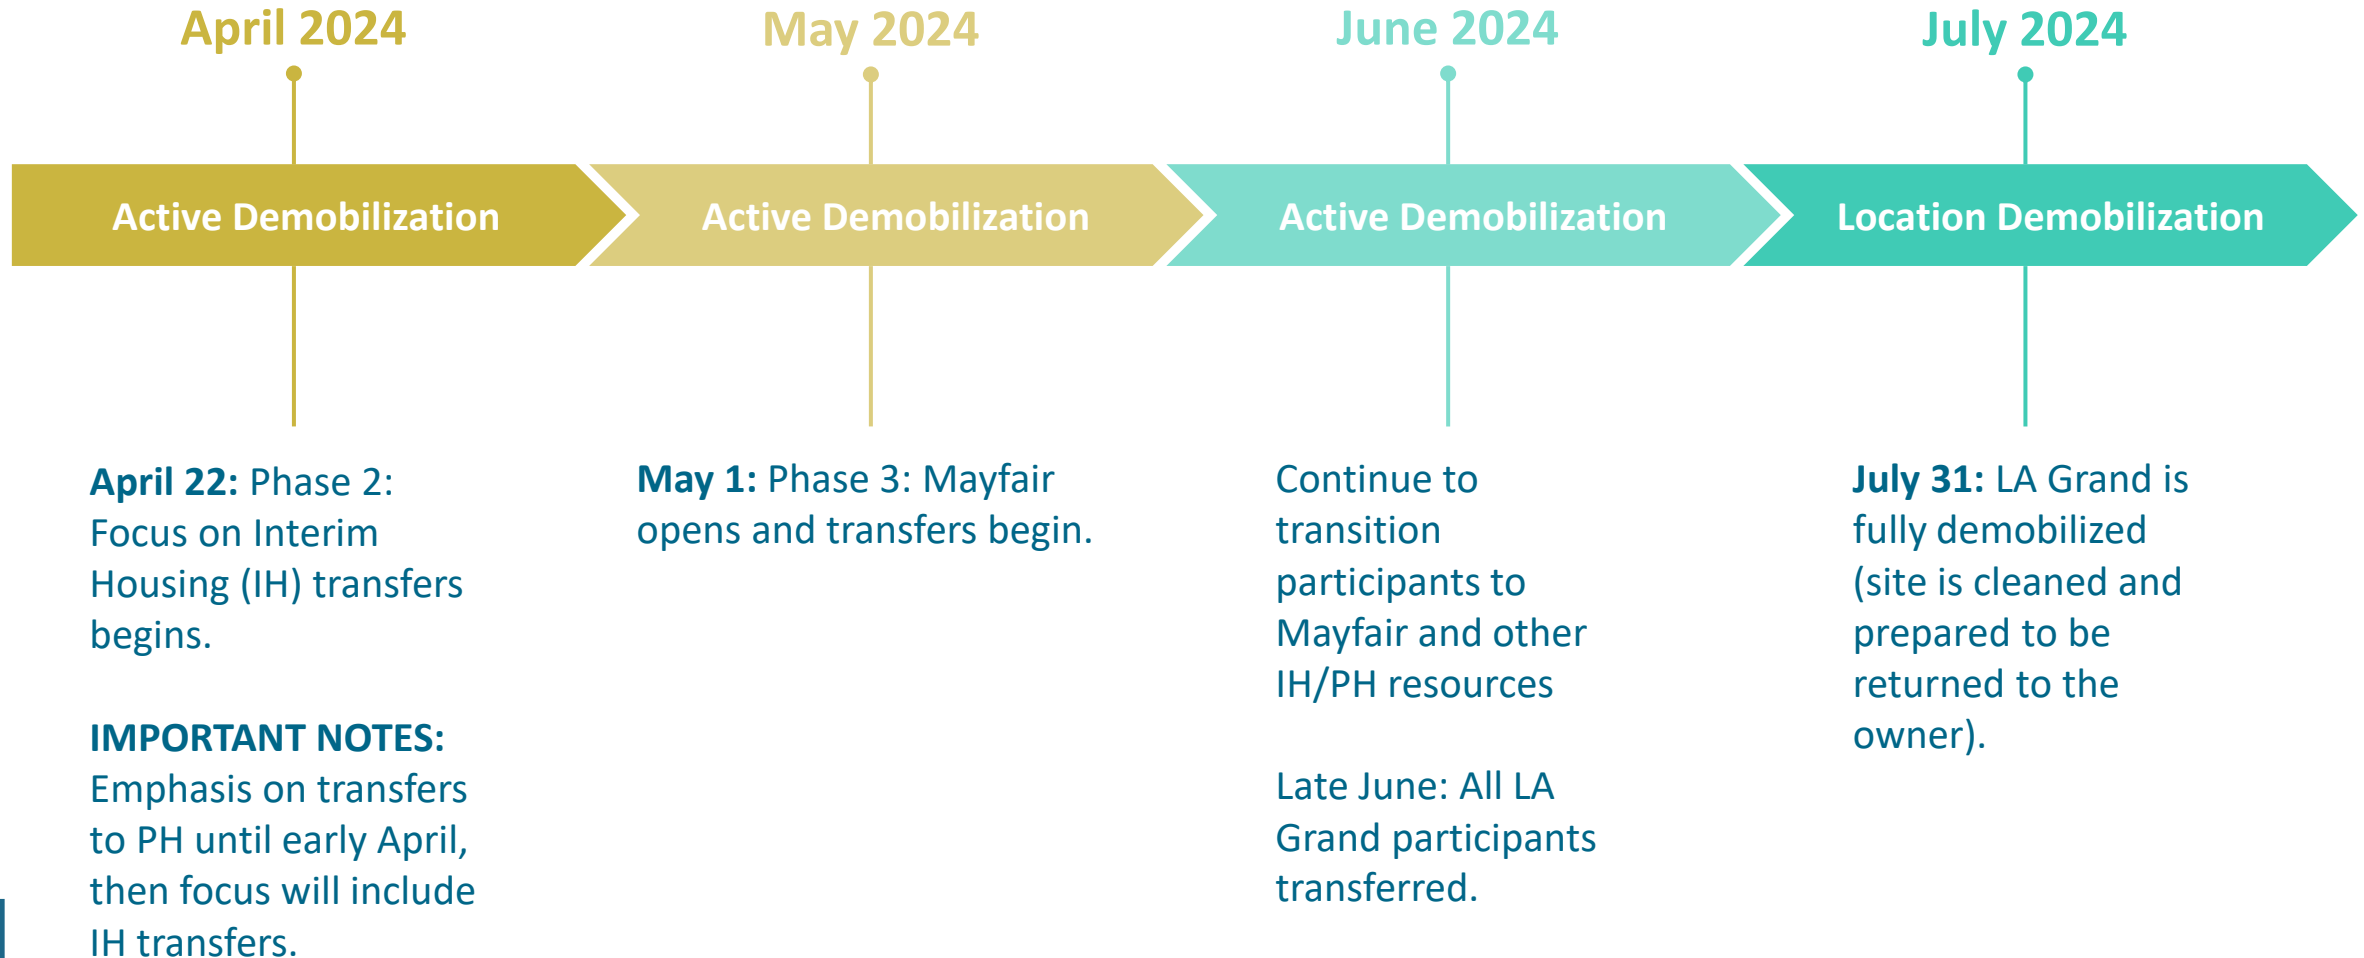 April 2024
May 2024
June 2024
July 2024
Active Demobilization
Active Demobilization
Active Demobilization
Location Demobilization
April 22: Phase 2:
Focus on Interim
Housing (IH) transfers
begins.
IMPORTANT NOTES:
Emphasis on transfers
to PH until early April,
then focus will include
IH transfers.
May 1: Phase 3: Mayfair
opens and transfers begin.
Continue to
transition
participants to
Mayfair and other
IH/PH resources
Late June: All LA
Grand participants
transferred.
July 31: LA Grand is
fully demobilized
(site is cleaned and
prepared to be
returned to the
owner).